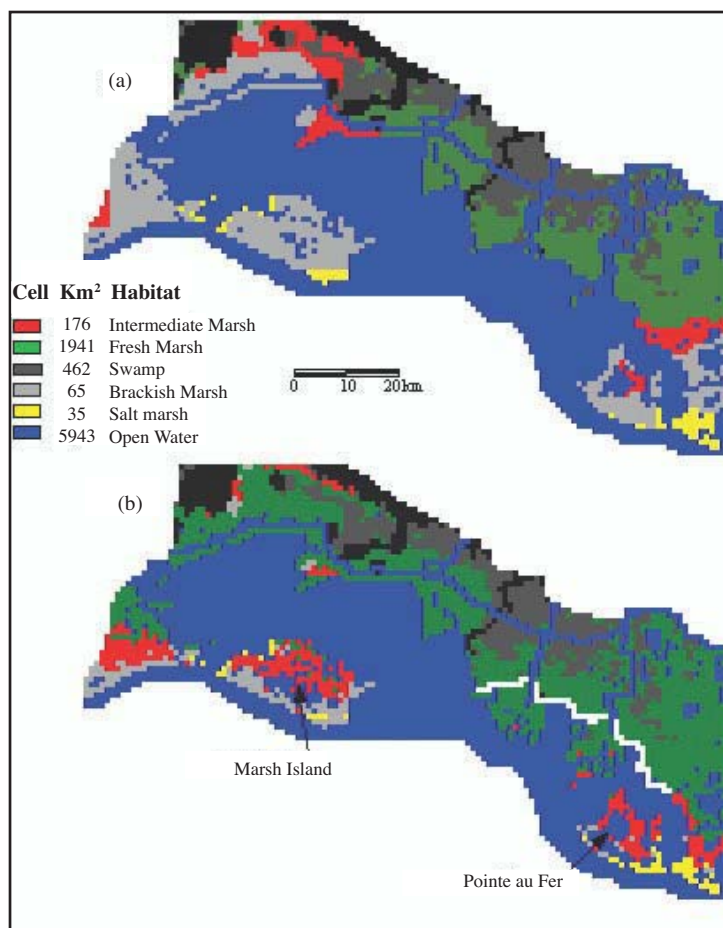 (a)
Cell Km² Habitat
176 Intermediate Marsh
1941 Fresh Marsh
462 Swamp
65 Brackish Marsh
35 Salt marsh
5943 Open Water
0 10 20km
(b)
Marsh Island
Pointe au Fer